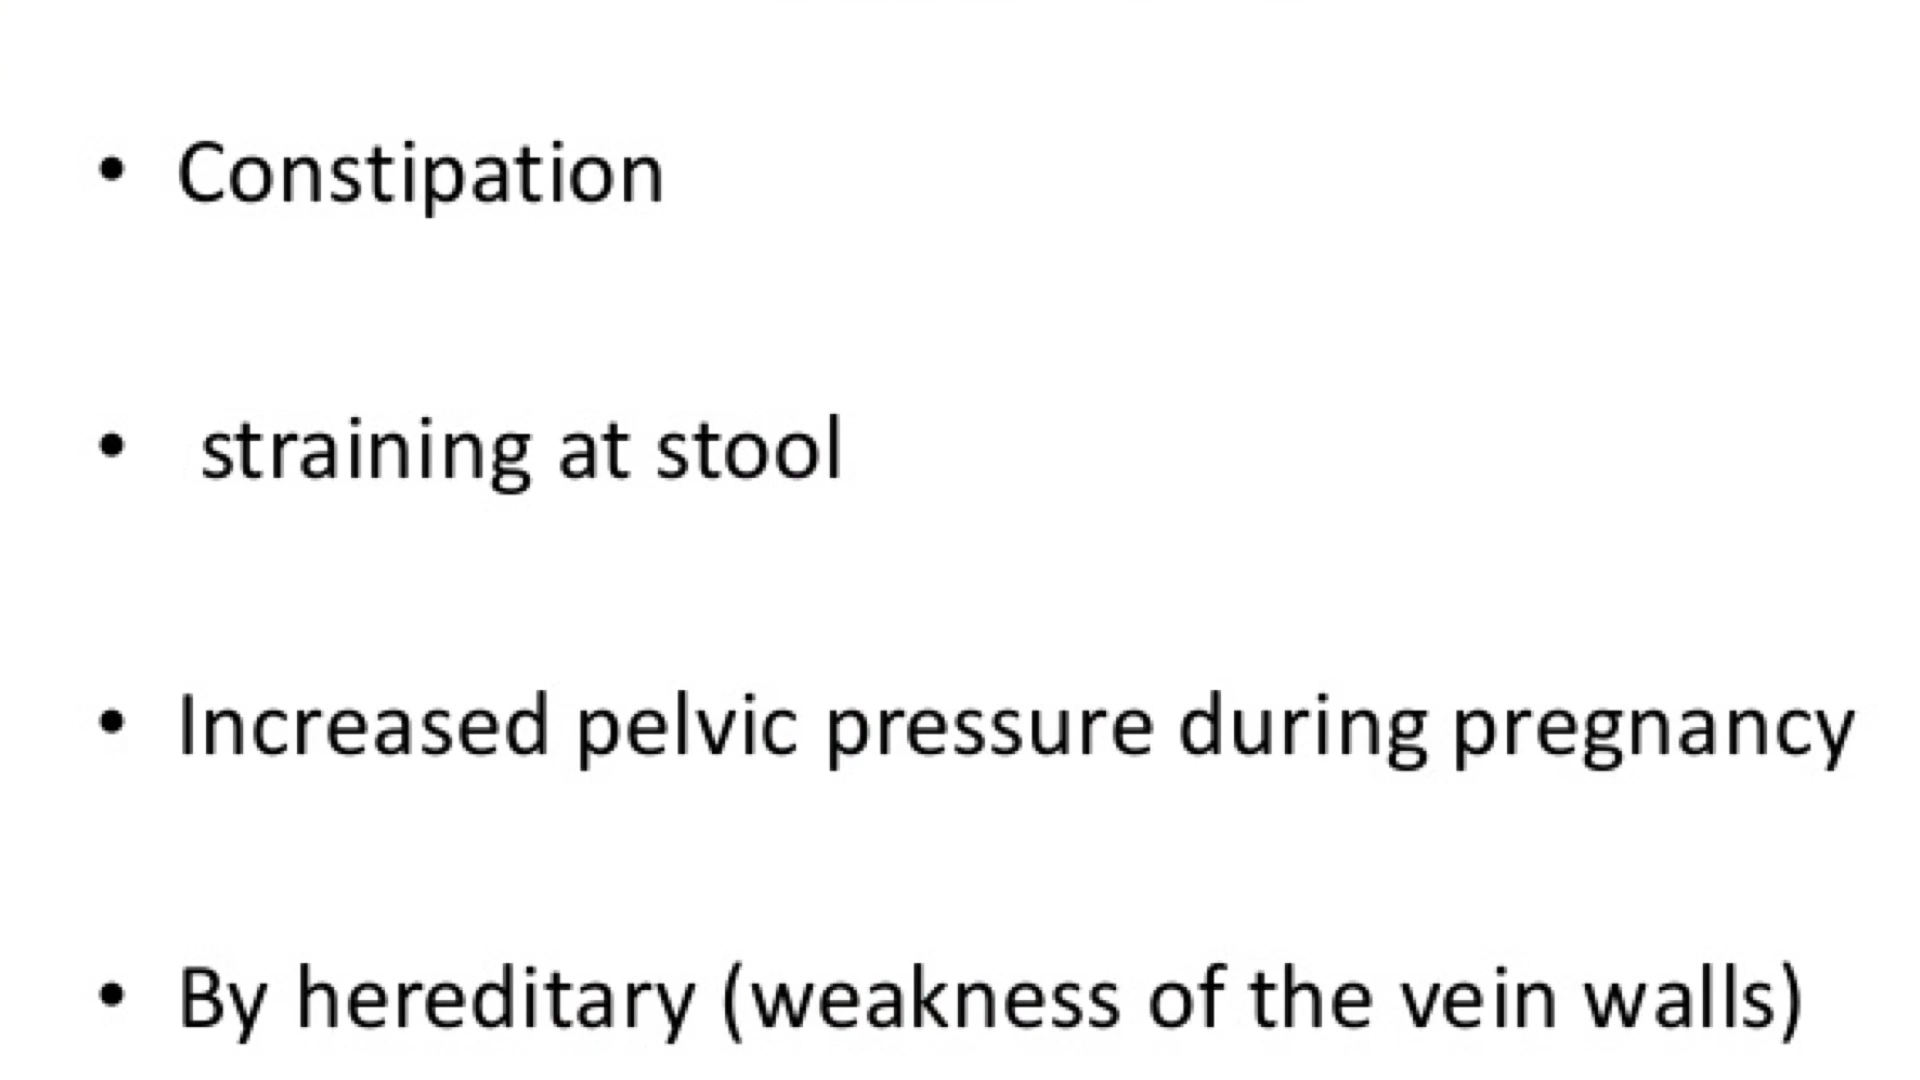 • Constipation
• straining at stool
• Increased pelvic pressure during pregnancy
• By hereditary (weakness of the vein walls)